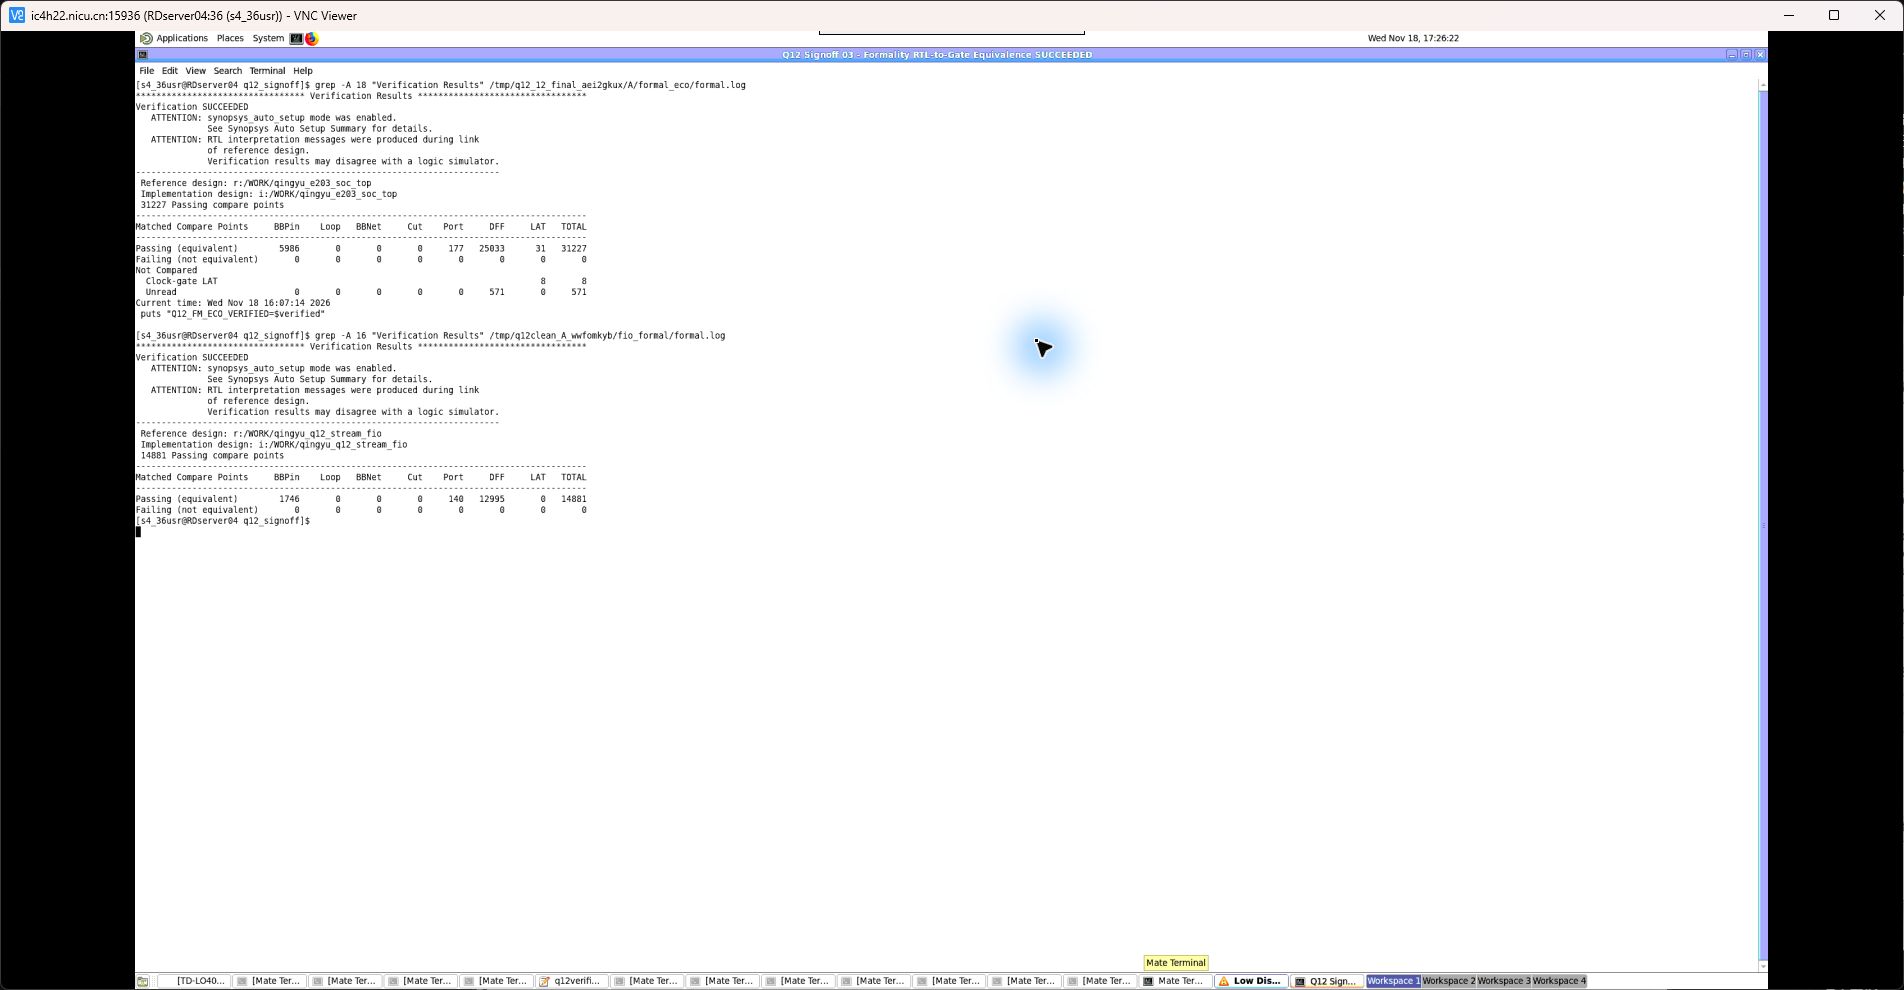 ic4h22.nicu.cn:15936 (RDserver04:36 (s4_36usr)) - VNC Viewer
Applications Places System Wed Nov 18, 17:26:22
Q12 Signoff 03 - Formality RTL-to-Gate Equivalence SUCCEEDED
File Edit View Search Terminal Help
[s4_36usr@RDserver04 q12_signoff]$ grep -A 18 "Verification Results" /tmp/q12_12_final_aei2gkux/A/formal_eco/formal.log
********************************* Verification Results *********************************
Verification SUCCEEDED
   ATTENTION: synopsys_auto_setup mode was enabled.
              See Synopsys Auto Setup Summary for details.
   ATTENTION: RTL interpretation messages were produced during link
              of reference design.
              Verification results may disagree with a logic simulator.
-----------------------------------------------------------------------
 Reference design: r:/WORK/qingyu_e203_soc_top
 Implementation design: i:/WORK/qingyu_e203_soc_top
 31227 Passing compare points
----------------------------------------------------------------------------------------
Matched Compare Points     BBPin    Loop   BBNet     Cut    Port     DFF     LAT   TOTAL
----------------------------------------------------------------------------------------
Passing (equivalent)        5986       0       0       0     177   25033      31   31227
Failing (not equivalent)       0       0       0       0       0       0       0       0
Not Compared
  Clock-gate LAT                                                               8       8
  Unread                       0       0       0       0       0     571       0     571
Current time: Wed Nov 18 16:07:14 2026
 puts "Q12_FM_ECO_VERIFIED=$verified"
[s4_36usr@RDserver04 q12_signoff]$ grep -A 16 "Verification Results" /tmp/q12clean_A_wwfomkyb/fio_formal/formal.log
********************************* Verification Results *********************************
Verification SUCCEEDED
   ATTENTION: synopsys_auto_setup mode was enabled.
              See Synopsys Auto Setup Summary for details.
   ATTENTION: RTL interpretation messages were produced during link
              of reference design.
              Verification results may disagree with a logic simulator.
-----------------------------------------------------------------------
 Reference design: r:/WORK/qingyu_q12_stream_fio
 Implementation design: i:/WORK/qingyu_q12_stream_fio
 14881 Passing compare points
----------------------------------------------------------------------------------------
Matched Compare Points     BBPin    Loop   BBNet     Cut    Port     DFF     LAT   TOTAL
----------------------------------------------------------------------------------------
Passing (equivalent)        1746       0       0       0     140   12995       0   14881
Failing (not equivalent)       0       0       0       0       0       0       0       0
[s4_36usr@RDserver04 q12_signoff]$
Mate Terminal
[TD-LO40... [Mate Ter... [Mate Ter... [Mate Ter... [Mate Ter... q12verifi... [Mate Ter... [Mate Ter... [Mate Ter... [Mate Ter... [Mate Ter... [Mate Ter... [Mate Ter... Mate Ter... Low Dis... Q12 Sign... Workspace 1 Workspace 2 Workspace 3 Workspace 4